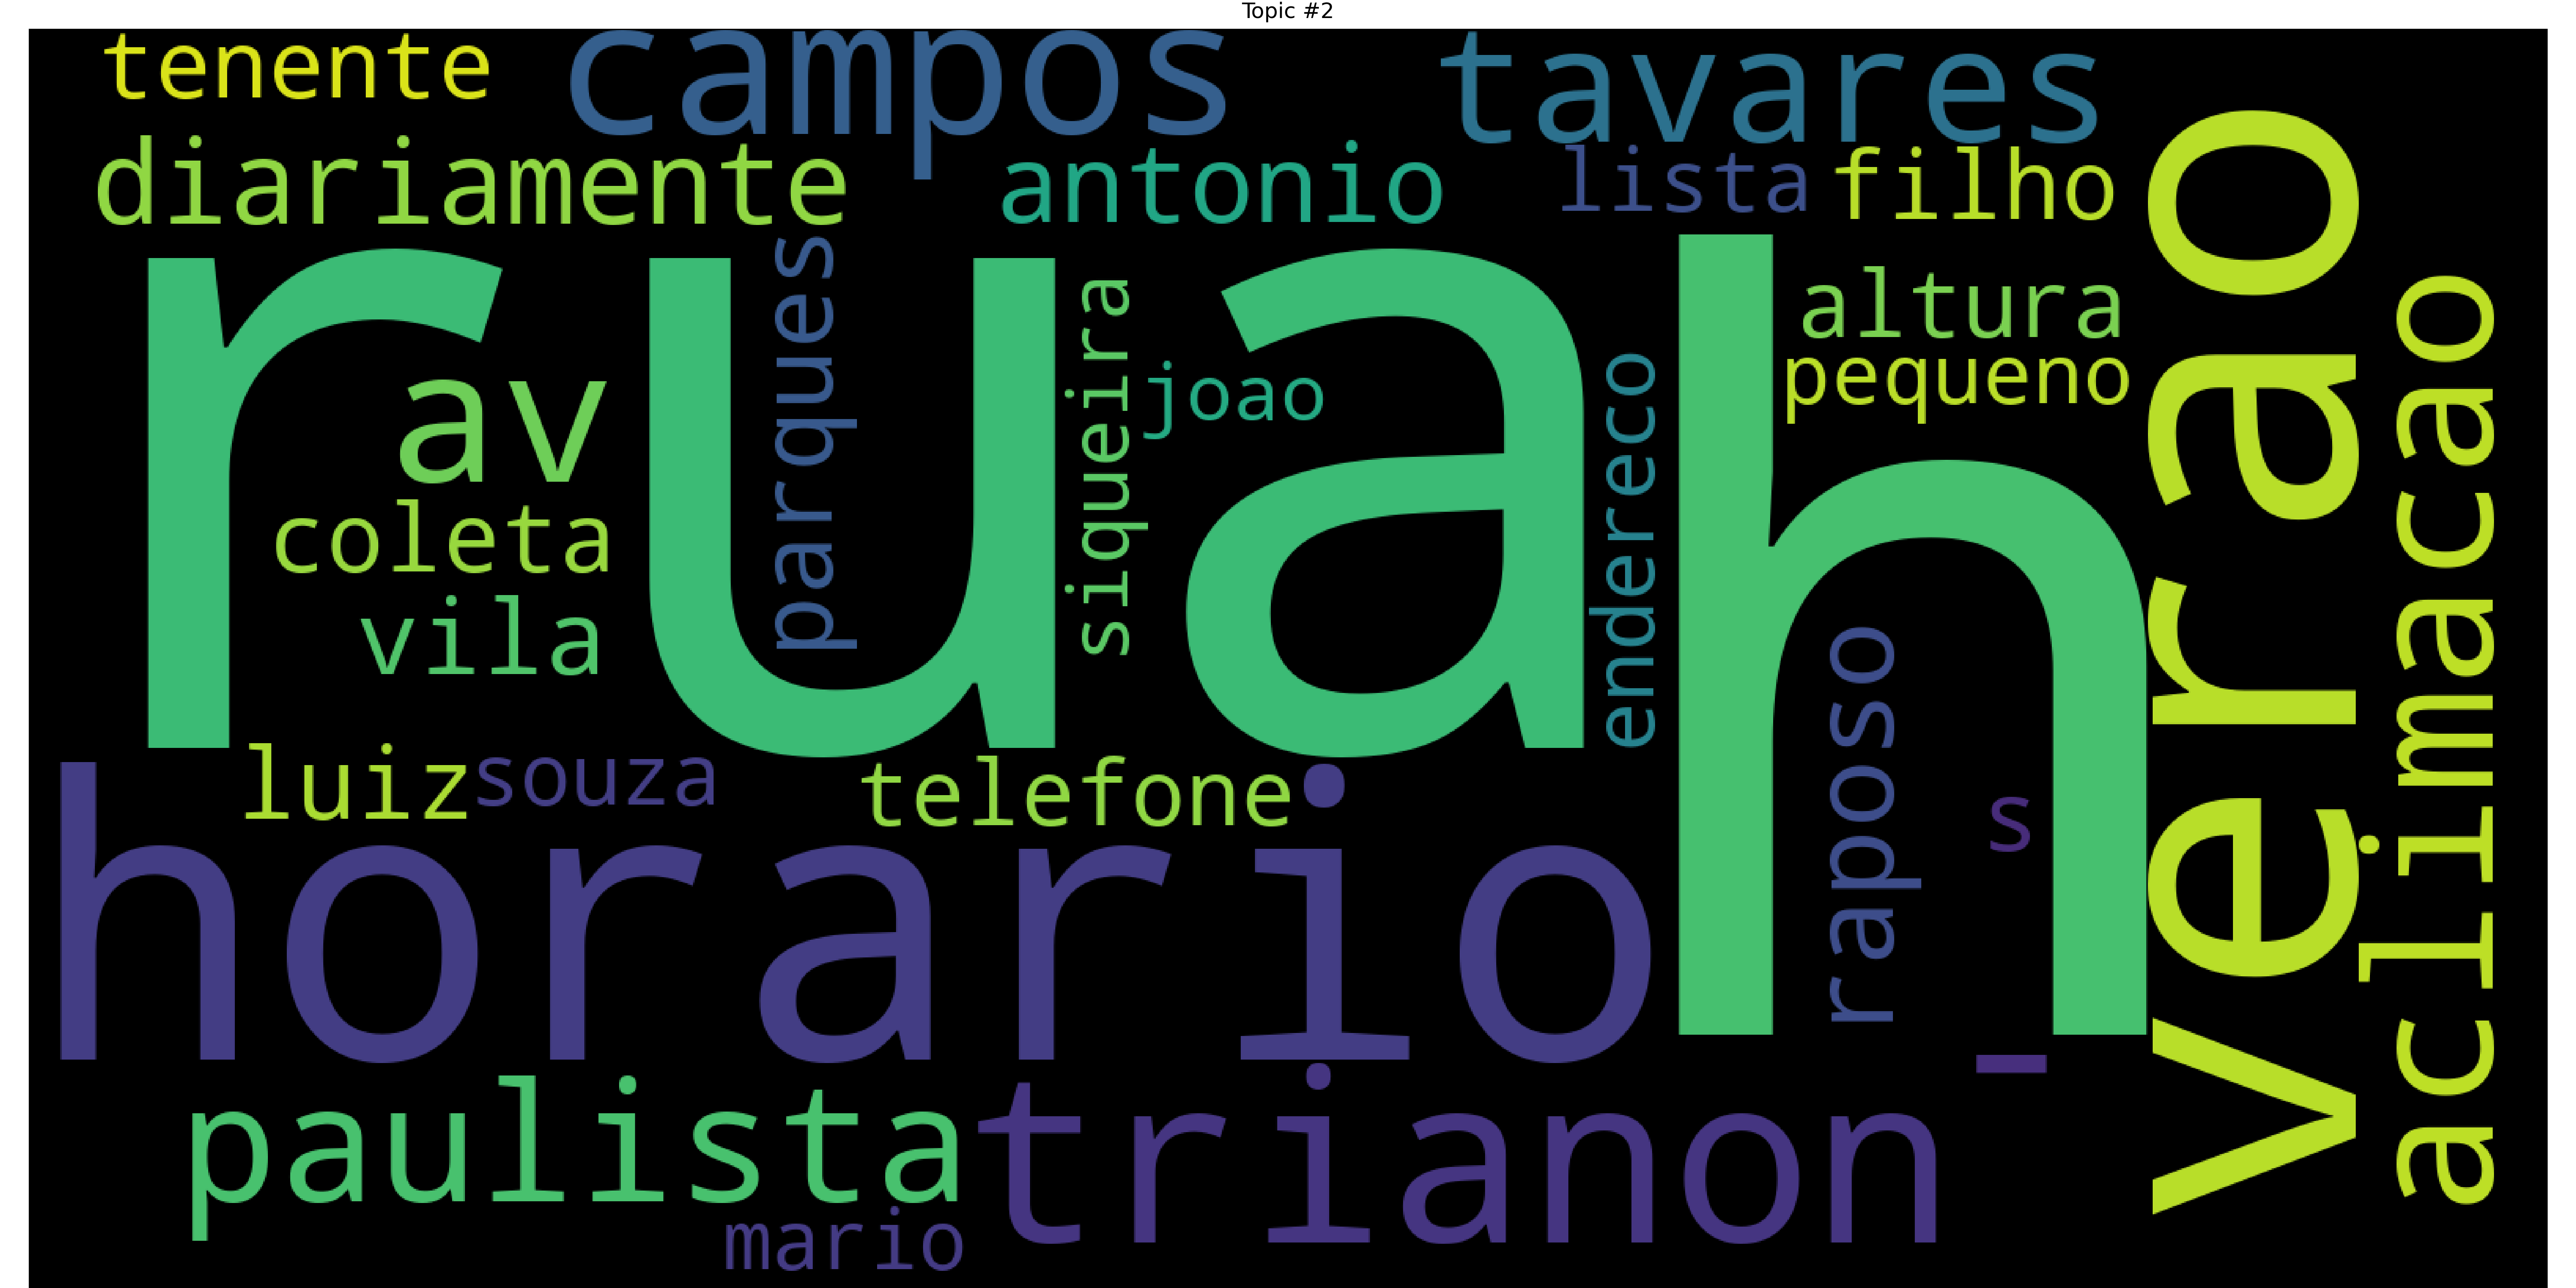 Topic #2
tenente
campos
tavares
diariamente
antonio
lista
filho
rua
h
verao
aclimacao
parques
siqueira
joao
endereco
altura
pequeno
av
coleta
vila
raposo
luiz
souza
telefone
s
horario
-
paulista
trianon
mario